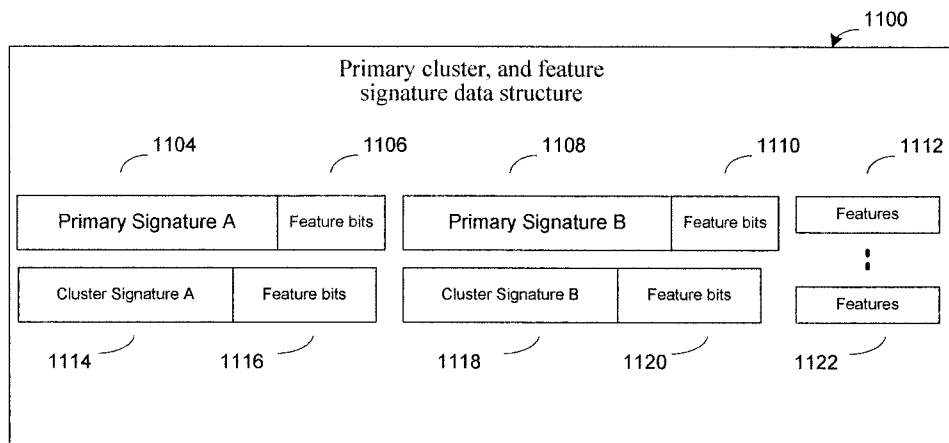 1100
Primary cluster, and feature
signature data structure
1104 1106 1108 1110 1112
Primary Signature A Feature bits Primary Signature B Feature bits Features
Cluster Signature A Feature bits Cluster Signature B Feature bits Features
1114 1116 1118 1120 1122